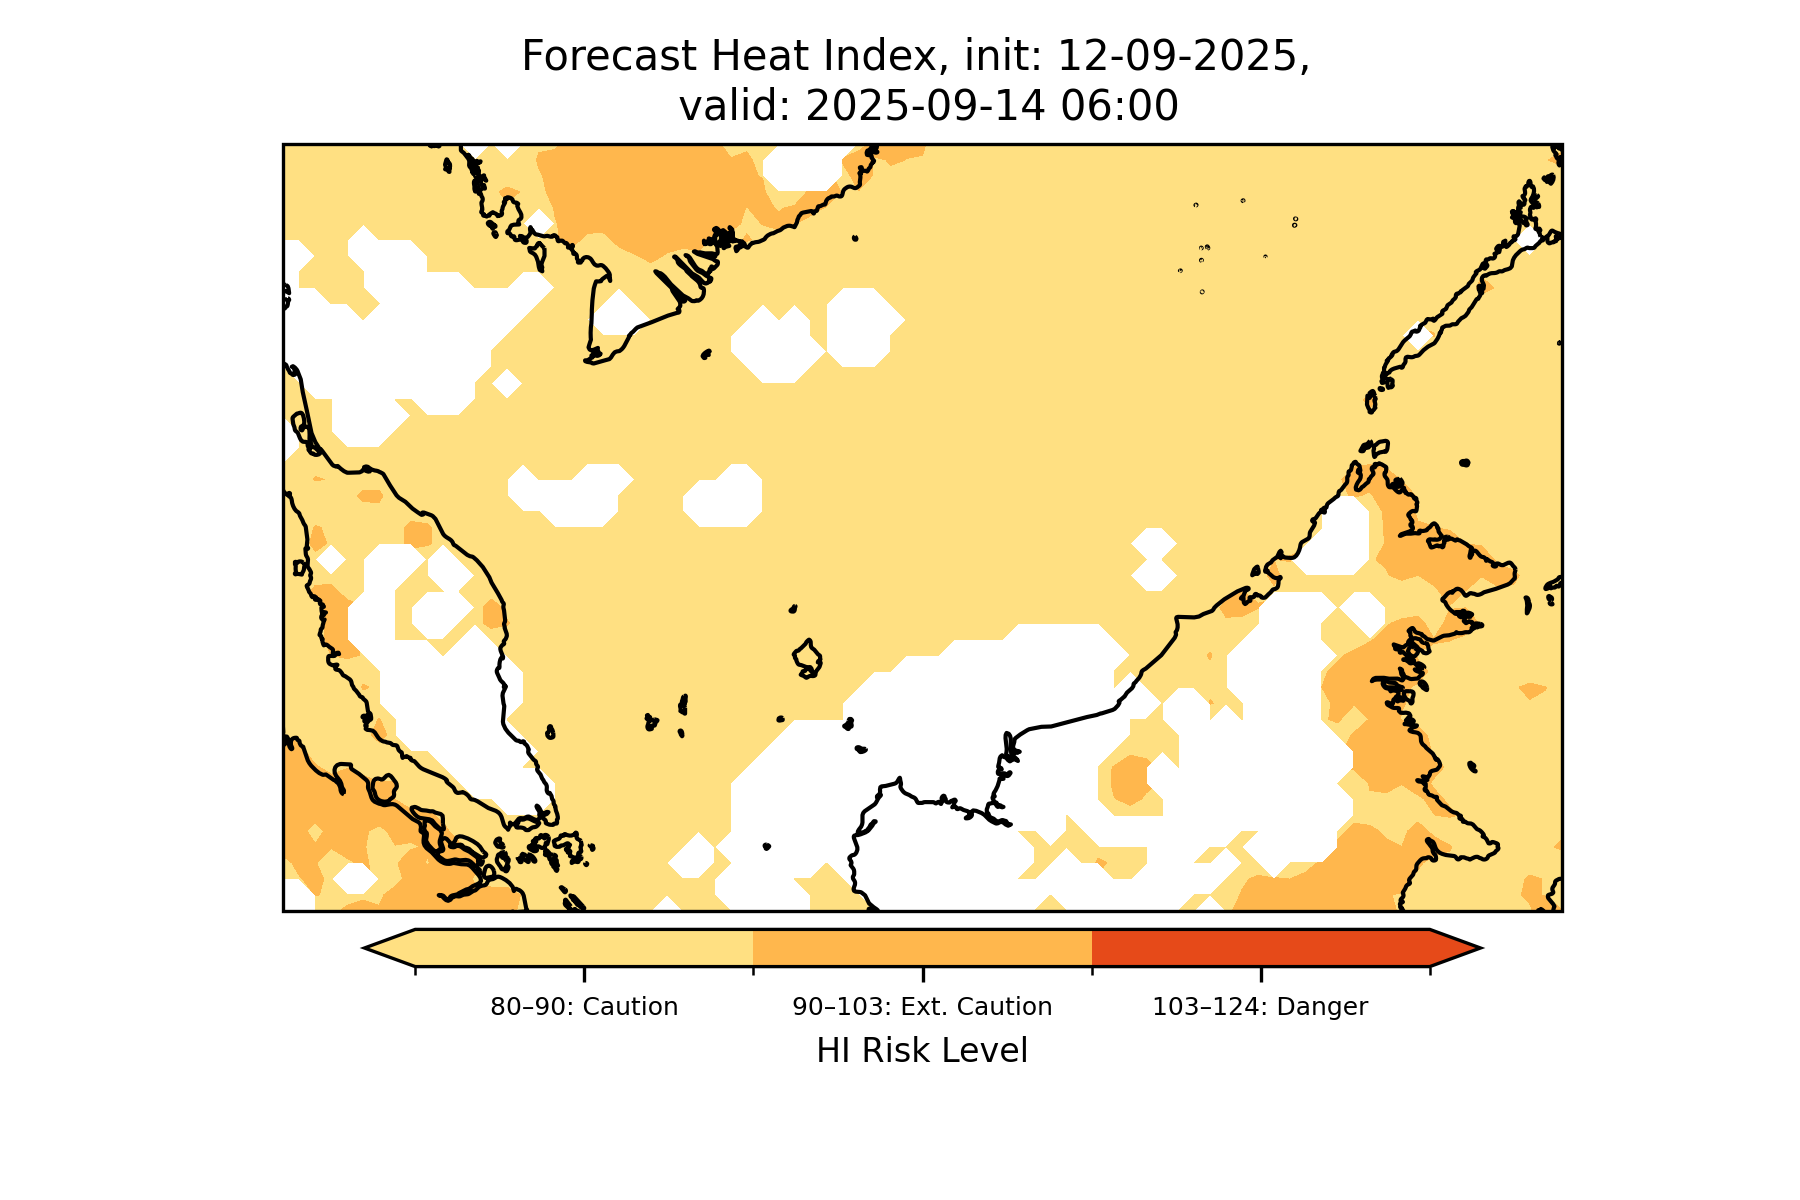 Forecast Heat Index, init: 12-09-2025,
valid: 2025-09-14 06:00
80–90: Caution
90–103: Ext. Caution
103–124: Danger
HI Risk Level